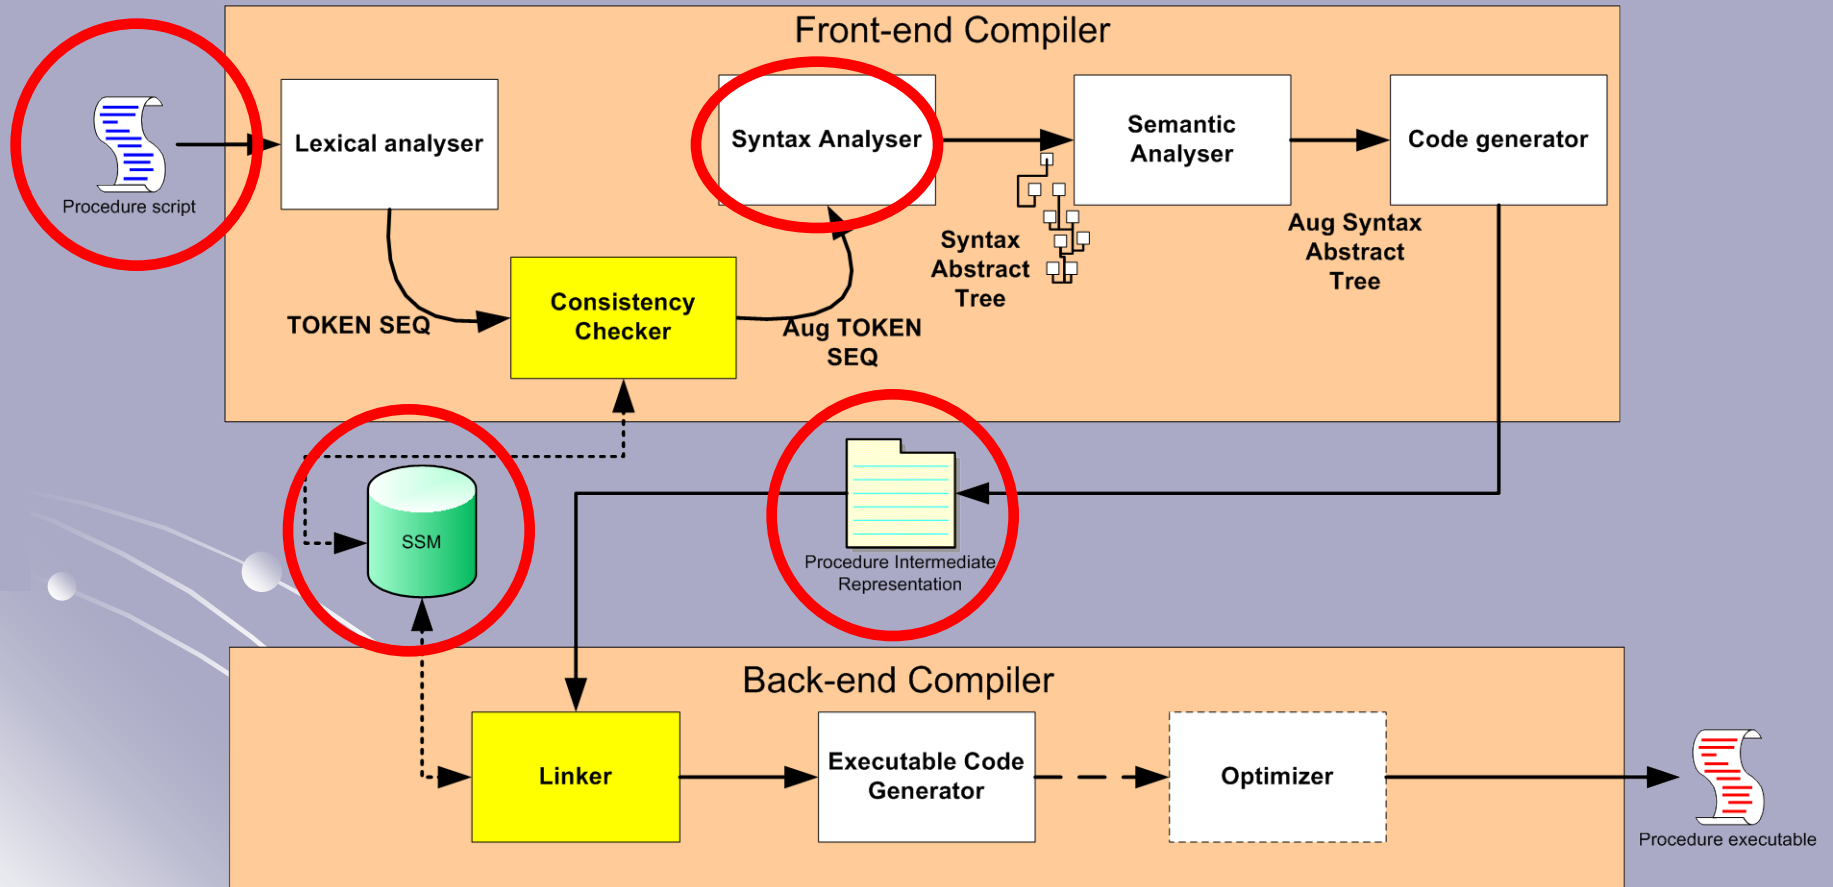 Front-end Compiler
Procedure script
Lexical analyser
Syntax Analyser
Semantic
Analyser
Code generator
TOKEN SEQ
Consistency
Checker
Aug TOKEN
SEQ
Syntax
Abstract
Tree
Aug Syntax
Abstract
Tree
SSM
Procedure Intermediate
Representation
Back-end Compiler
Linker
Executable Code
Generator
Optimizer
Procedure executable